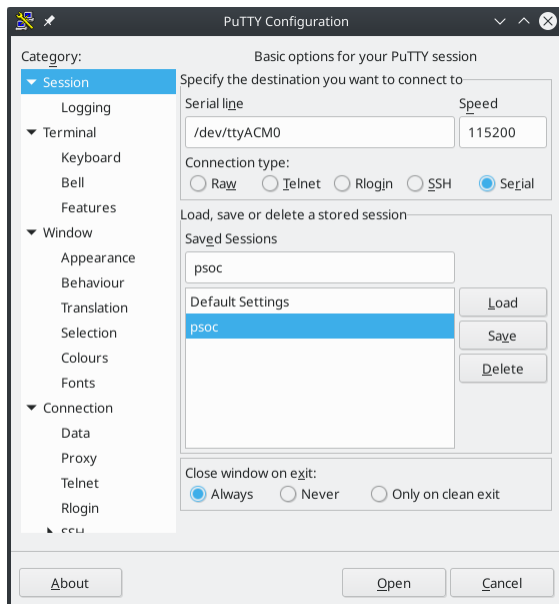 PuTTY Configuration
Category:
Session
Logging
Terminal
Keyboard
Bell
Features
Window
Appearance
Behaviour
Translation
Selection
Colours
Fonts
Connection
Data
Proxy
Telnet
Rlogin
SSH
Basic options for your PuTTY session
Specify the destination you want to connect to
Serial line Speed
/dev/ttyACM0 115200
Connection type:
Raw Telnet Rlogin SSH Serial
Load, save or delete a stored session
Saved Sessions
psoc
Default Settings
psoc
Load
Save
Delete
Close window on exit:
Always Never Only on clean exit
About Open Cancel